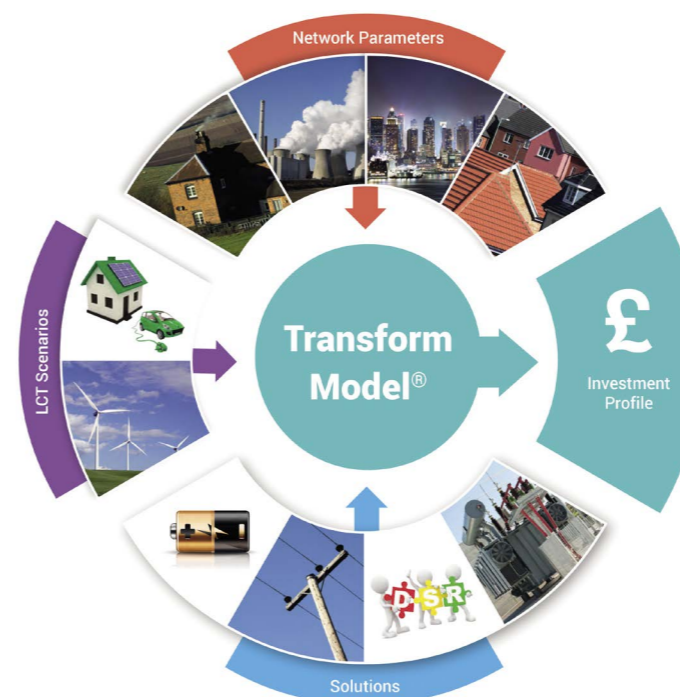 Network Parameters
LCT Scenarios
Transform
Model®
£
Investment
Profile
DSR
Solutions